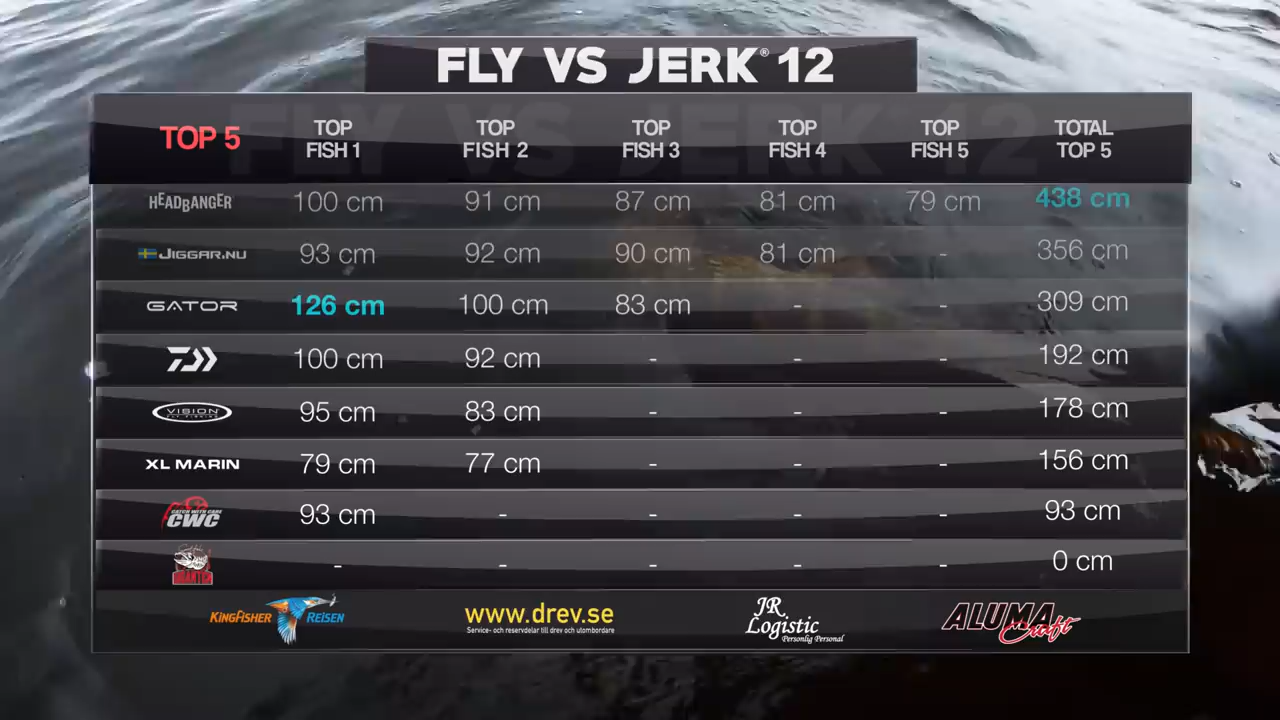 FLY VS JERK® 12
TOP 5 TOP FISH 1 TOP FISH 2 TOP FISH 3 TOP FISH 4 TOP FISH 5 TOTAL TOP 5
HEADBANGER 100 cm 91 cm 87 cm 81 cm 79 cm 438 cm
JIGGAR.NU 93 cm 92 cm 90 cm 81 cm - 356 cm
GATOR 126 cm 100 cm 83 cm - - 309 cm
100 cm 92 cm - - - 192 cm
VISION FLY FISHING 95 cm 83 cm - - - 178 cm
XL MARIN 79 cm 77 cm - - - 156 cm
CATCH WITH CARE CWC 93 cm - - - - 93 cm
- - - - - 0 cm
KINGFISHER REISEN
www.drev.se
Service- och reservdelar till drev och utombordare
JR. Logistic
Personlig Personal
ALUMA Craft